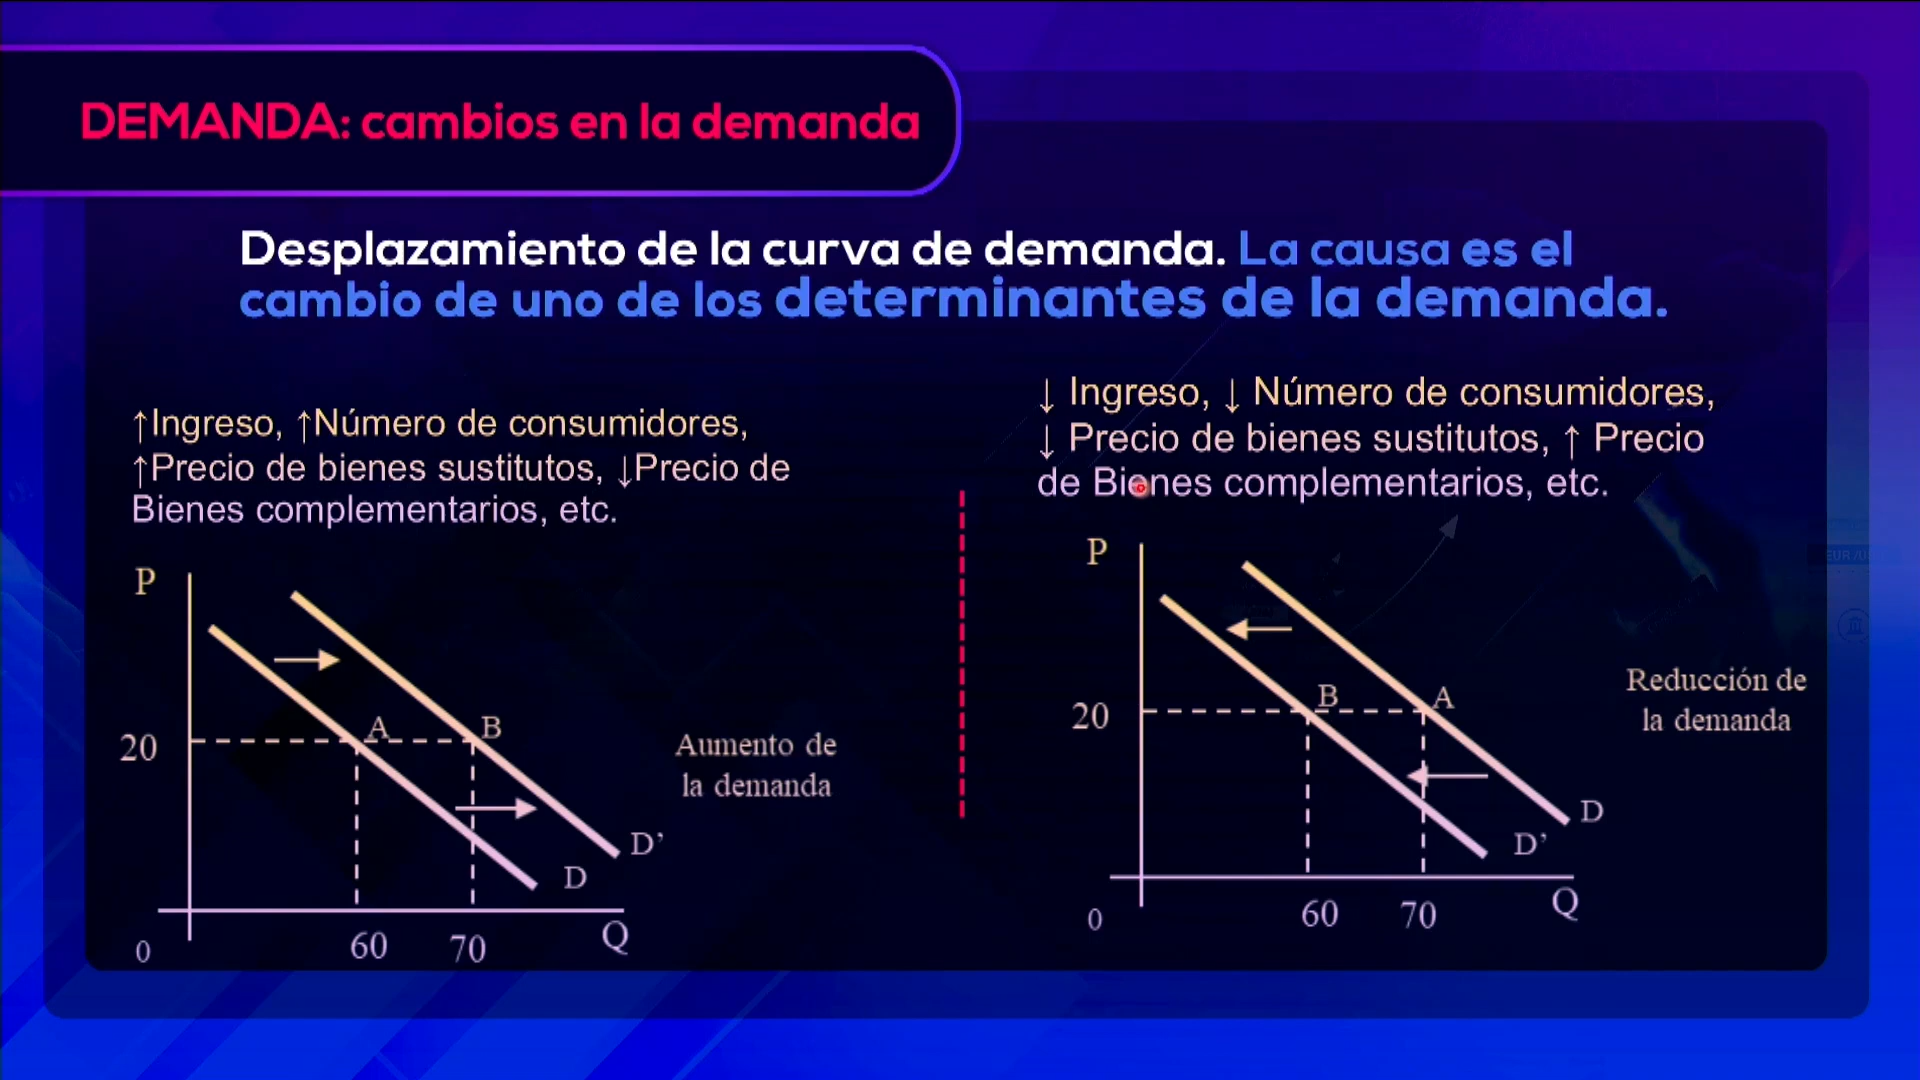 DEMANDA: cambios en la demanda
Desplazamiento de la curva de demanda. La causa es el
cambio de uno de los determinantes de la demanda.
↑Ingreso, ↑Número de consumidores,
↑Precio de bienes sustitutos, ↓Precio de
Bienes complementarios, etc.
P
20
A
B
D'
D
0
60
70
Q
Aumento de
la demanda
↓ Ingreso, ↓ Número de consumidores,
↓ Precio de bienes sustitutos, ↑ Precio
de Bienes complementarios, etc.
P
20
B
A
D
D'
0
60
70
Q
Reducción de
la demanda